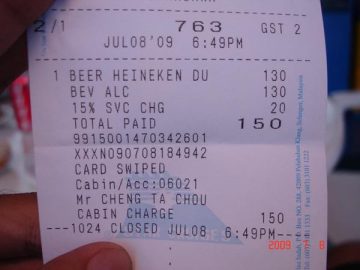 2/1 763 GST 2
JUL08'09 6:49PM
1 BEER HEINEKEN DU 130
BEV ALC 130
15% SVC CHG 20
TOTAL PAID 150
9915001470342601
XXXN090708184942
CARD SWIPED
Cabin/Acc:06021
Mr CHENG TA CHOU
CABIN CHARGE 150
---1024 CLOSED JUL08 6:49PM---
Selangor, Malaysia
2009 8